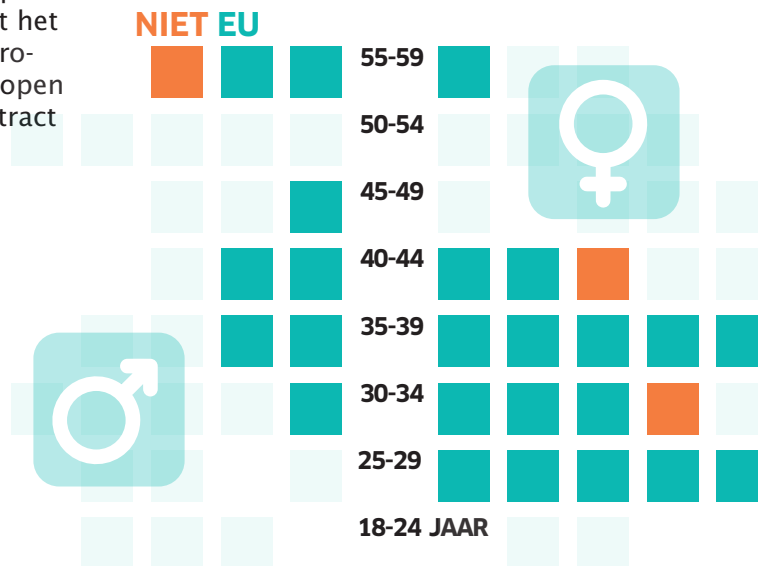 t het
ro-
open
tract
NIET EU
55-59
50-54
45-49
40-44
35-39
30-34
25-29
18-24 JAAR